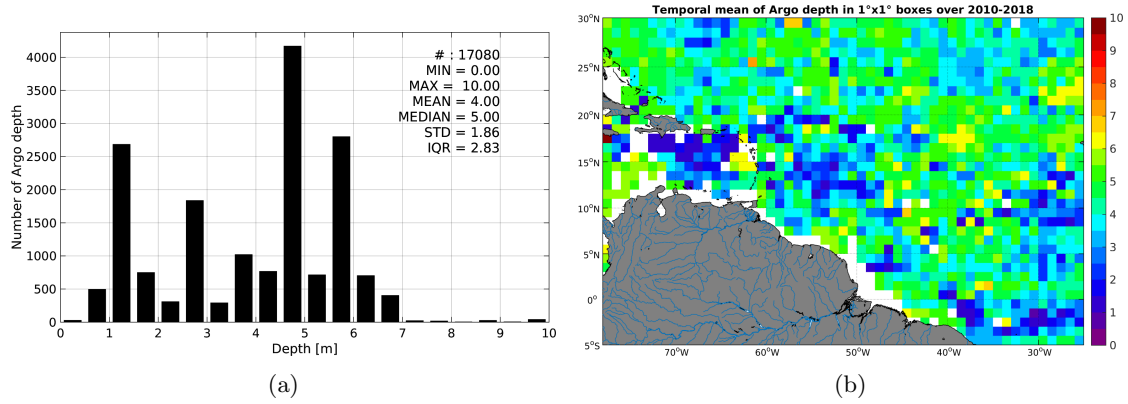 Number of Argo depth
4000
3500
3000
2500
2000
1500
1000
500
0
# : 17080
MIN = 0.00
MAX = 10.00
MEAN = 4.00
MEDIAN = 5.00
STD = 1.86
IQR = 2.83
0 1 2 3 4 5 6 7 8 9 10
Depth [m]
(a)
Temporal mean of Argo depth in 1°x1° boxes over 2010-2018
30°N
25°N
20°N
15°N
10°N
5°N
0°
5°S
70°W 60°W 50°W 40°W 30°W
10
9
8
7
6
5
4
3
2
1
0
(b)